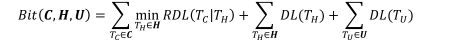 Bit(C, H, U) = ∑_{T_C∈C} min_{T_H∈H} RDL(T_C|T_H) + ∑_{T_H∈H} DL(T_H) + ∑_{T_U∈U} DL(T_U)